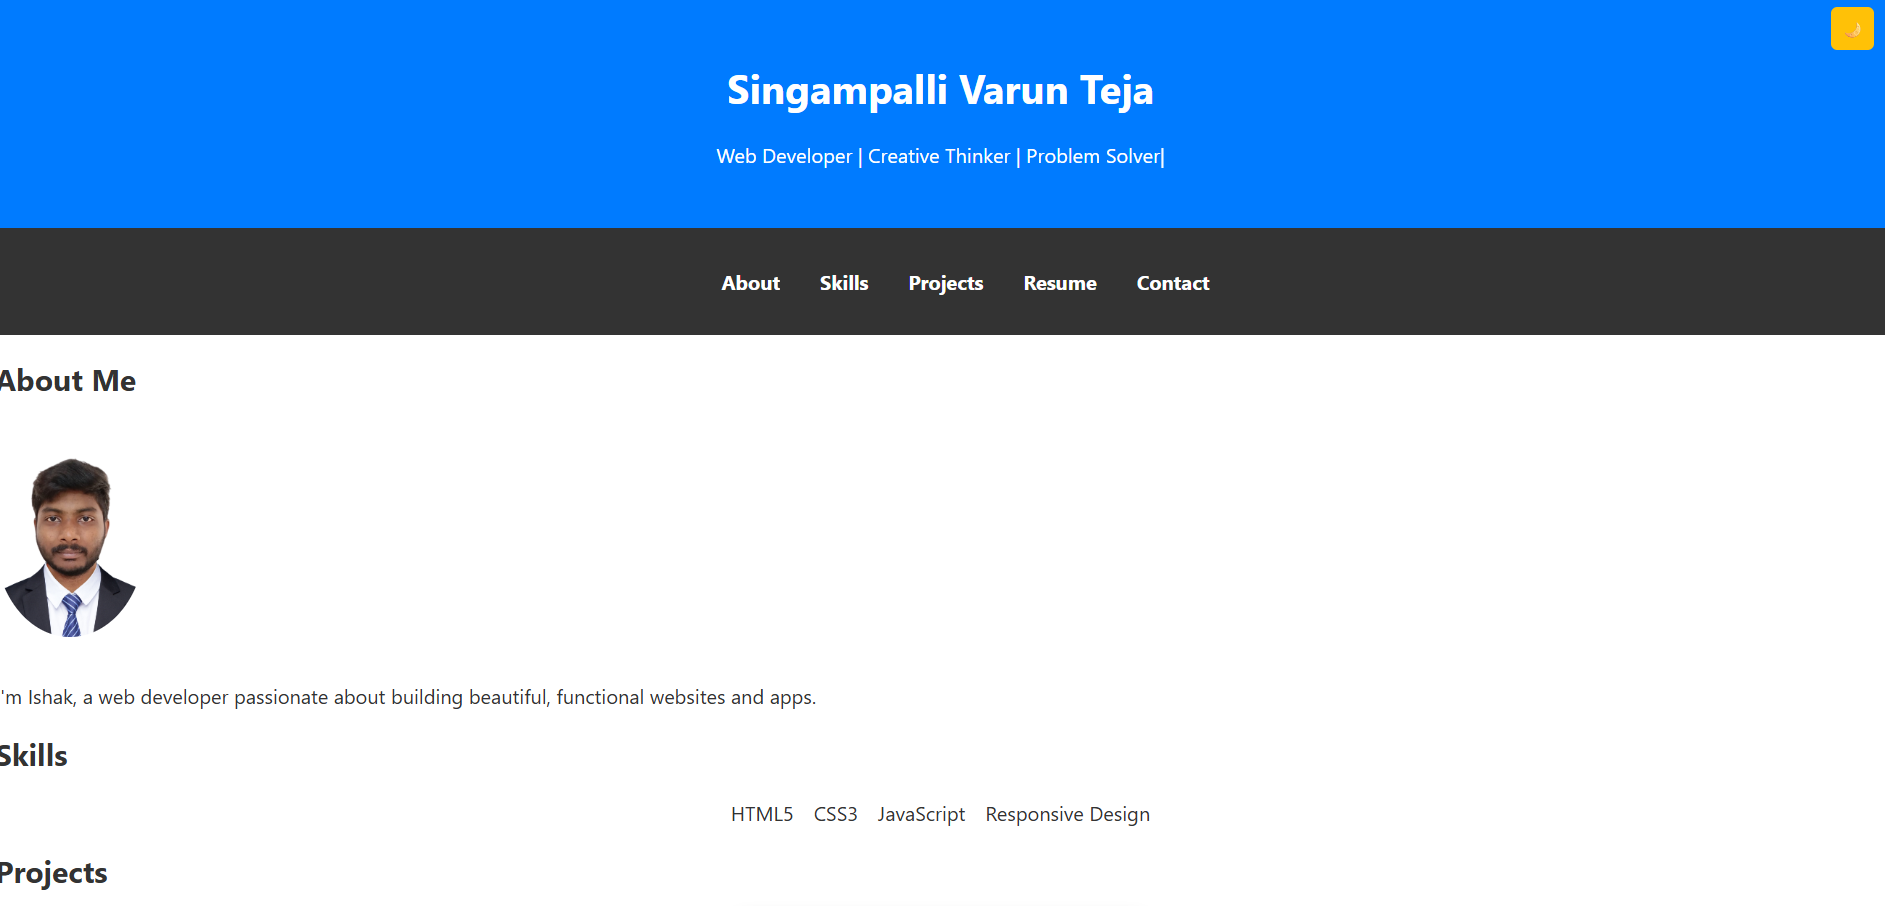 Singampalli Varun Teja
Web Developer | Creative Thinker | Problem Solver|
About Skills Projects Resume Contact
About Me
'm Ishak, a web developer passionate about building beautiful, functional websites and apps.
Skills
HTML5 CSS3 JavaScript Responsive Design
Projects